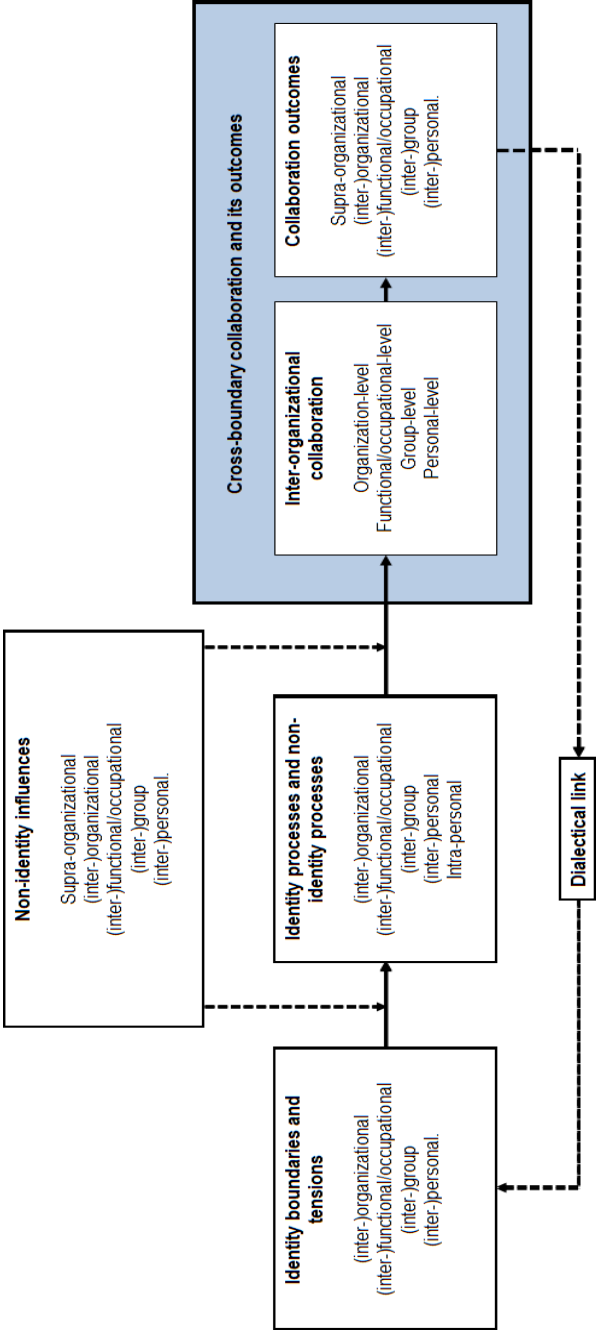 Non-identity influences
Supra-organizational
(inter-)organizational
(inter-)functional/occupational
(inter-)group
(inter-)personal.
Identity boundaries and
tensions
(inter-)organizational
(inter-)functional/occupational
(inter-)group
(inter-)personal.
Identity processes and non-
identity processes
(inter-)organizational
(inter-)functional/occupational
(inter-)group
(inter-)personal
Intra-personal
Cross-boundary collaboration and its outcomes
Inter-organizational
collaboration
Organization-level
Functional/occupational-level
Group-level
Personal-level
Collaboration outcomes
Supra-organizational
(inter-)organizational
(inter-)functional/occupational
(inter-)group
(inter-)personal.
Dialectical link